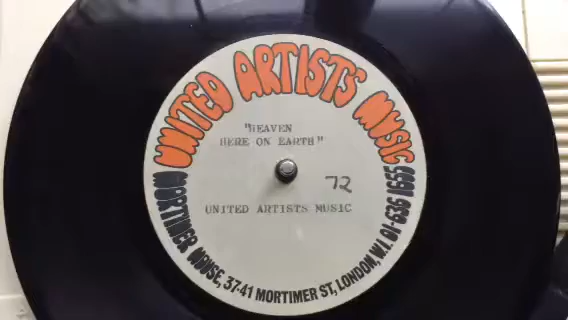 UNITED ARTISTS MUSIC
"HEAVEN
HERE ON EARTH"
72
UNITED ARTISTS MUSIC
MORTIMER HOUSE, 37-41 MORTIMER ST, LONDON, W.1. 01-636 1655